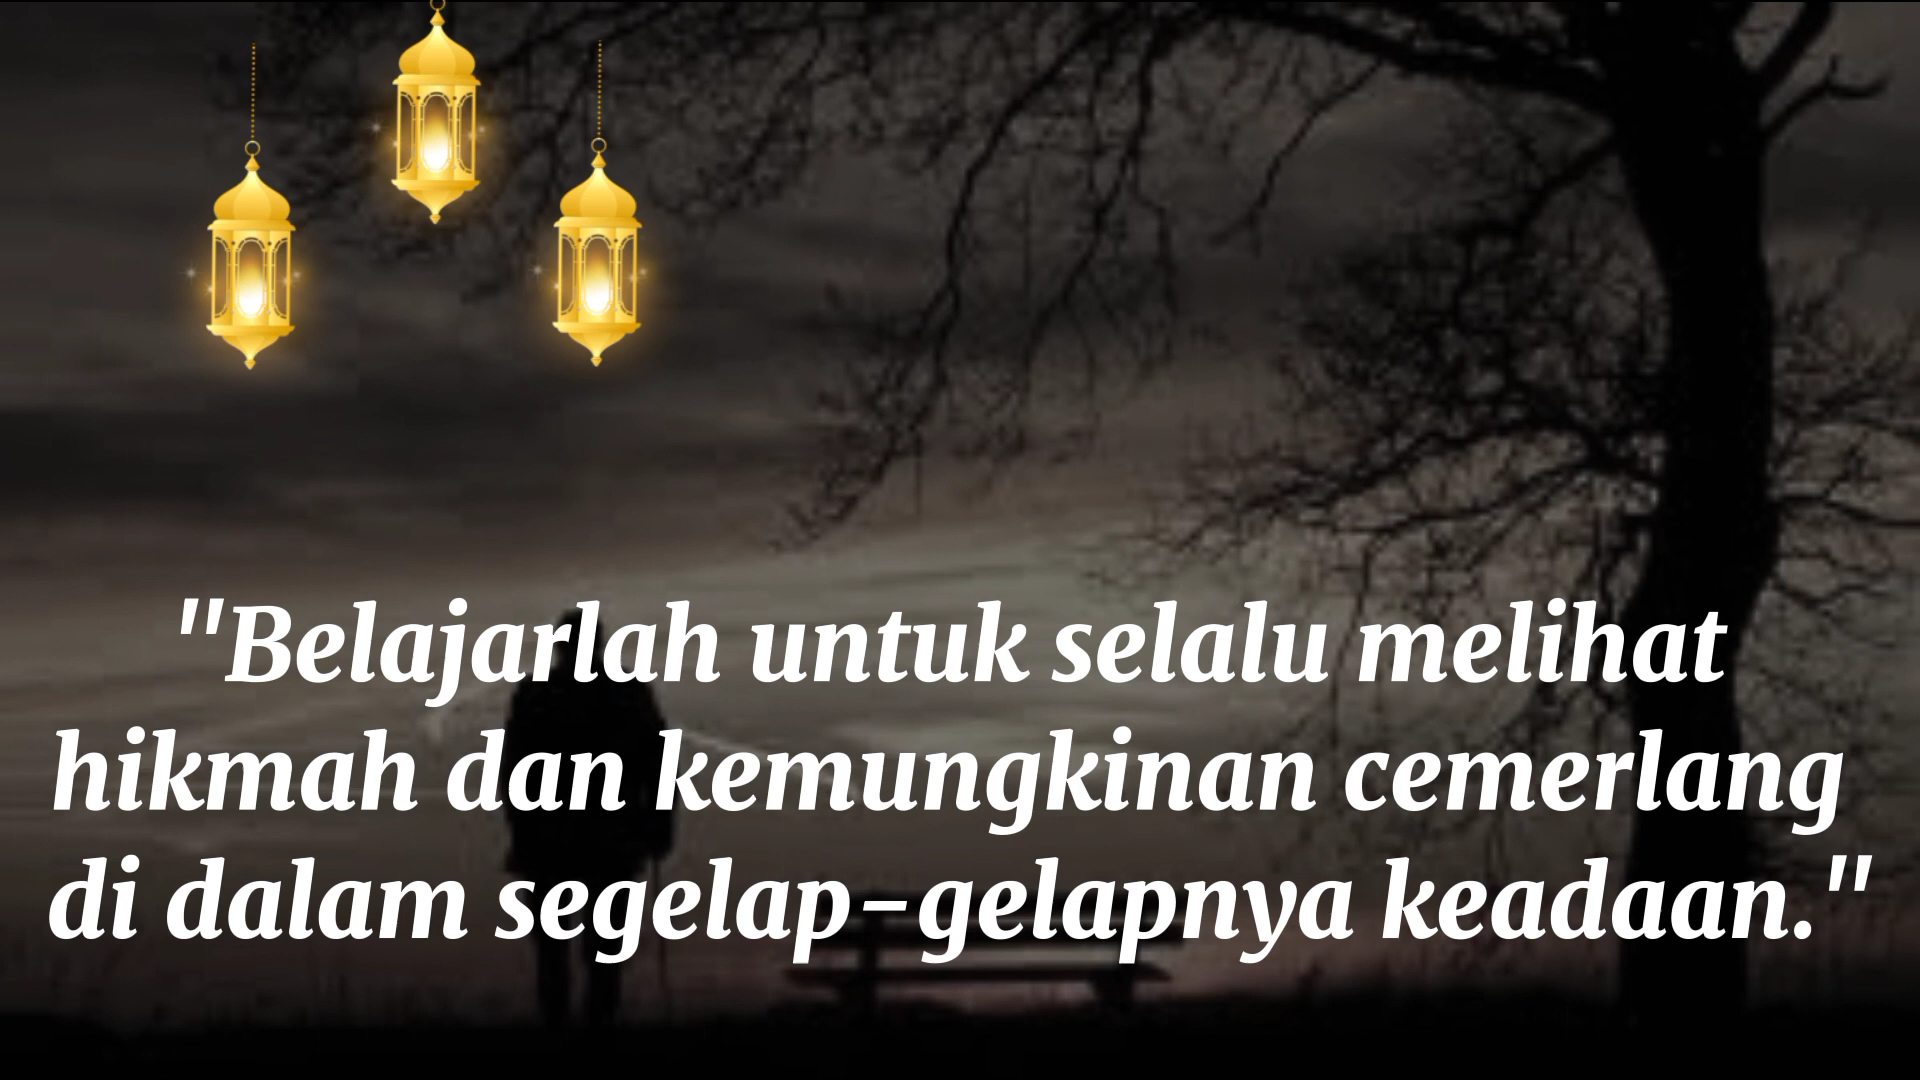 "Belajarlah untuk selalu melihat
hikmah dan kemungkinan cemerlang
di dalam segelap-gelapnya keadaan."